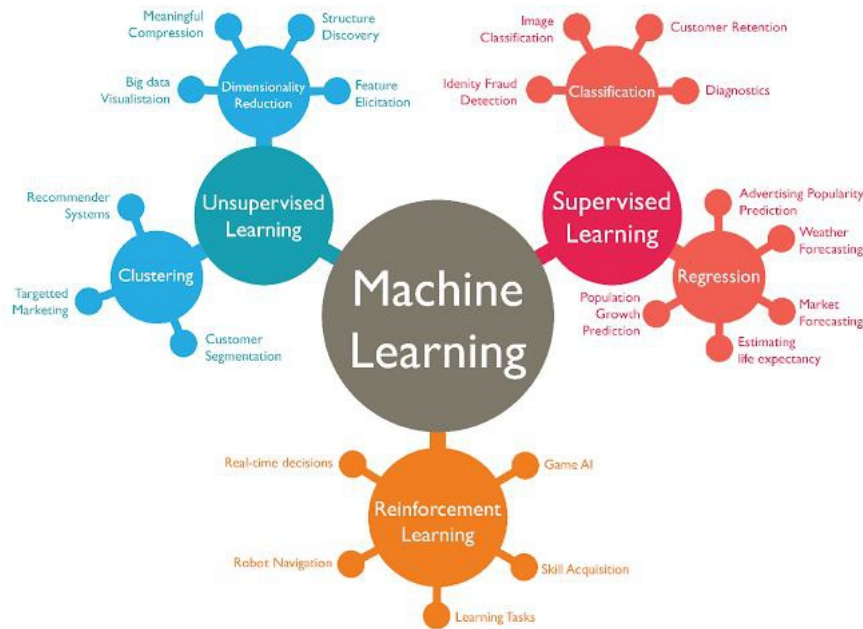 Meaningful
Compression
Structure
Discovery
Big data
Visualistaion
Dimensionality
Reduction
Feature
Elicitation
Unsupervised
Learning
Recommender
Systems
Clustering
Targetted
Marketing
Customer
Segmentation
Machine
Learning
Image
Classification
Customer Retention
Idenity Fraud
Detection
Classification
Diagnostics
Supervised
Learning
Advertising Popularity
Prediction
Weather
Forecasting
Regression
Population
Growth
Prediction
Market
Forecasting
Estimating
life expectancy
Real-time decisions
Game AI
Reinforcement
Learning
Robot Navigation
Skill Acquisition
Learning Tasks